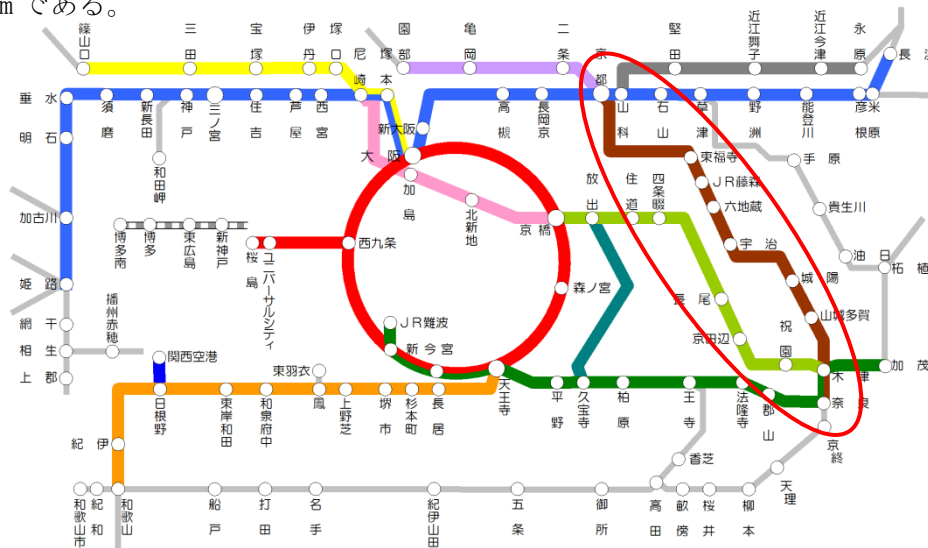 m である。
篠山口
三田
宝塚
伊丹
塚口
尼崎
塚本
園部
亀岡
二条
京都
堅田
近江舞子
近江今津
永原
長
垂水
須磨
新長田
神戸
三ノ宮
住吉
芦屋
西宮
新大阪
高槻
長岡京
山科
石山
草津
野洲
能登川
彦根
米原
明石
和田岬
大阪
加島
北新地
京橋
放出
住道
四条畷
東福寺
JR藤森
六地蔵
宇治
城陽
山城多賀
手原
貴生川
油日
柘植
加古川
博多南
博多
東広島
新神戸
桜島
ユニバーサルシティ
西九条
森ノ宮
姫路
網干
相生
上郡
播州赤穂
JR難波
新今宮
長尾
京田辺
祝園
木津
奈良
加茂
関西空港
東羽衣
日根野
東岸和田
和泉府中
鳳
上野芝
堺市
杉本町
長居
天王寺
平野
久宝寺
柏原
王寺
法隆寺
郡山
京終
紀伊
香芝
天理
和歌山市
紀和
和歌山
船戸
打田
名手
紀伊山田
五条
御所
高田
畝傍
桜井
柳本